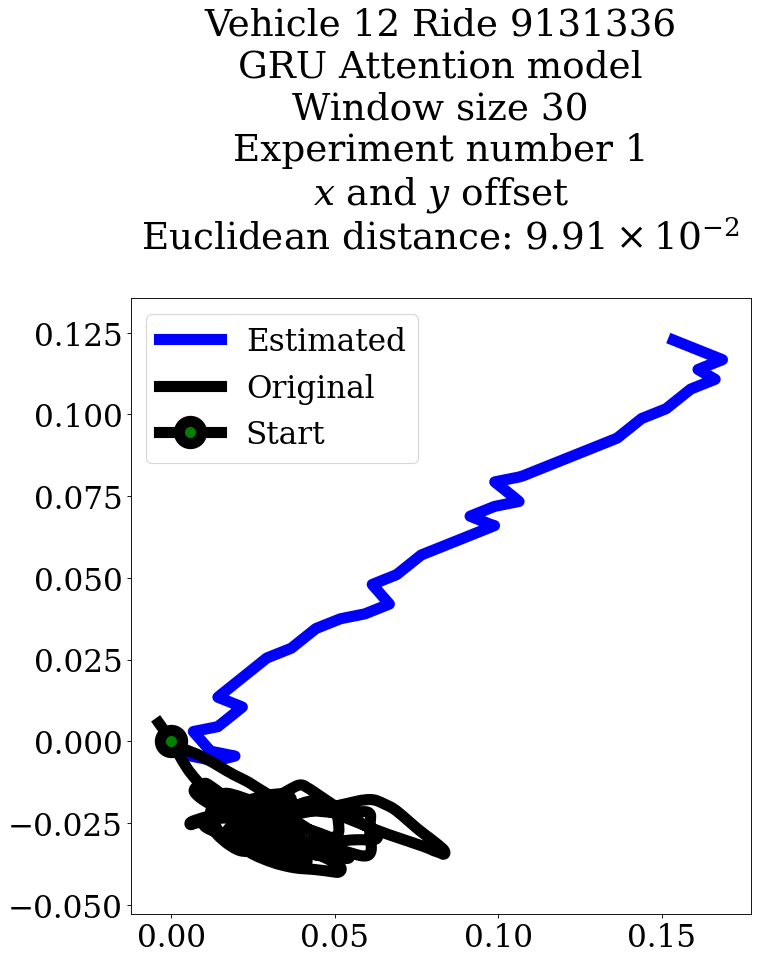 Vehicle 12 Ride 9131336
GRU Attention model
Window size 30
Experiment number 1
x and y offset
Euclidean distance: 9.91 × 10⁻²
Estimated
Original
Start
0.125
0.100
0.075
0.050
0.025
0.000
−0.025
−0.050
0.00 0.05 0.10 0.15